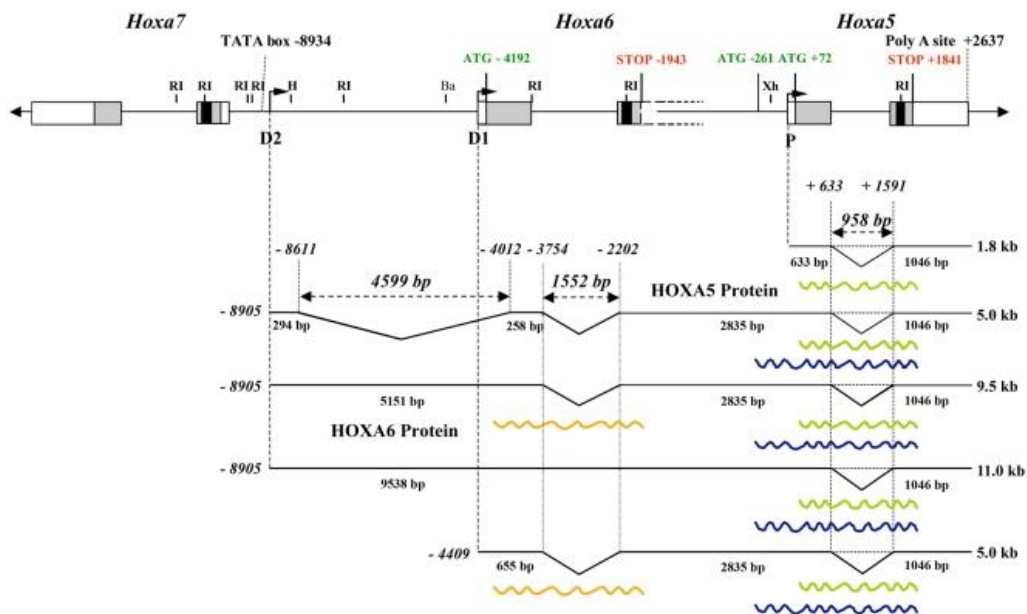 Hoxa7 Hoxa6 Hoxa5
TATA box -8934 Poly A site +2637
ATG - 4192 STOP -1943 ATG -261 ATG +72 STOP +1841
RI RI RI RI H RI Ba RI RI Xh RI
D2 D1 P
+ 633 + 1591
958 bp
1.8 kb
633 bp 1046 bp
- 8611 - 4012 - 3754 - 2202
4599 bp 1552 bp
HOXA5 Protein
- 8905 5.0 kb
294 bp 258 bp 2835 bp 1046 bp
- 8905 9.5 kb
5151 bp 2835 bp 1046 bp
HOXA6 Protein
- 8905 11.0 kb
9538 bp 1046 bp
- 4409 5.0 kb
655 bp 2835 bp 1046 bp